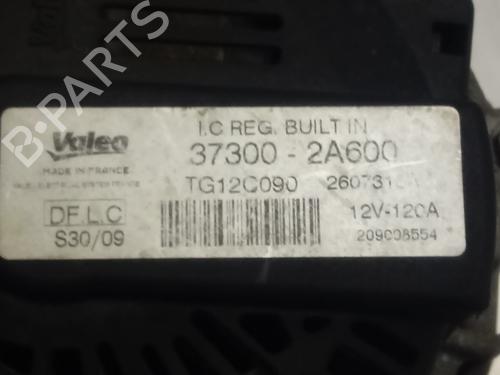 Valeo
MADE IN FRANCE
I.C REG. BUILT IN
37300 - 2A600
TG12C090
DF.L.C
12V-120A
S30/09
209008554
B-PARTS